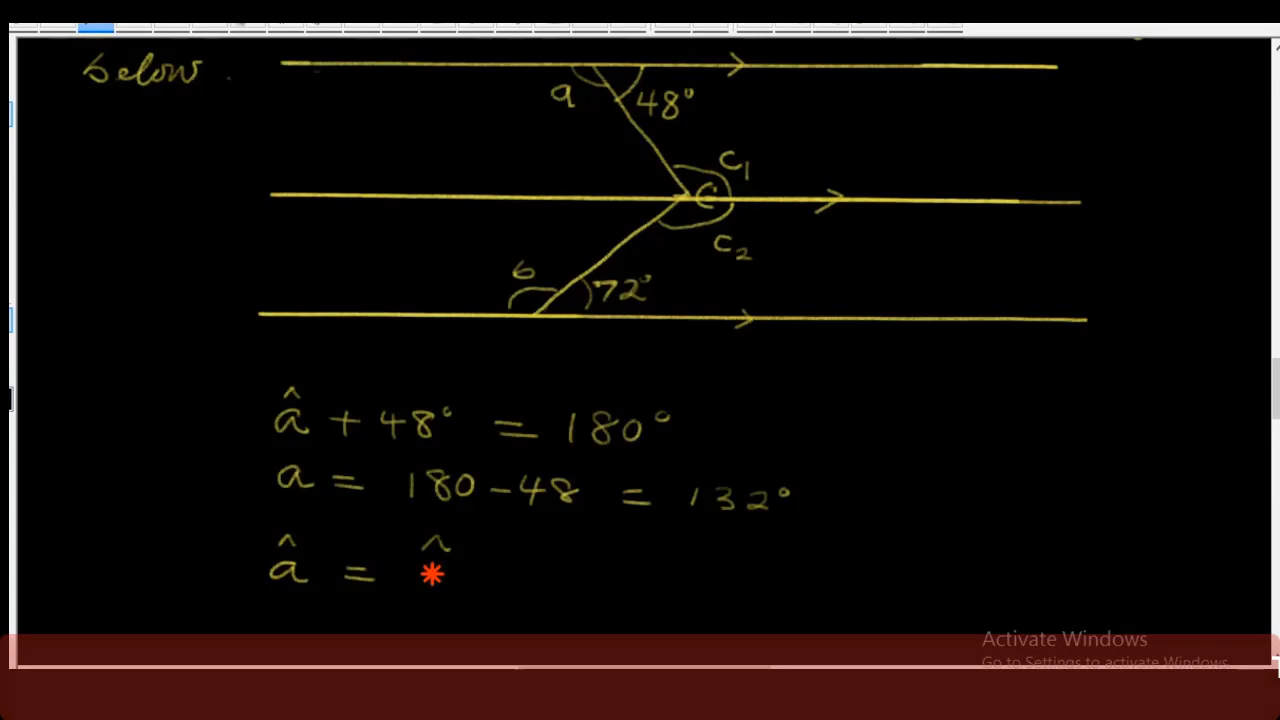 below.
a 48°
C₁
C
C₂
b 72°
â + 48° = 180°
a = 180 - 48 = 132°
â = ^
Activate Windows
Go to Settings to activate Windows.